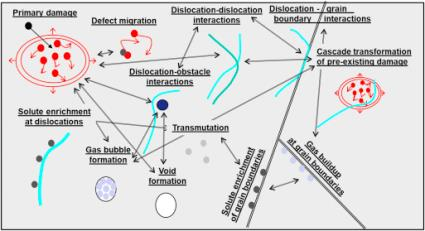 Primary damage
Defect migration
Dislocation-dislocation
interactions
Dislocation - grain
boundary interactions
Cascade transformation
of pre-existing damage
Dislocation-obstacle
interactions
Solute enrichment
at dislocations
Transmutation
Gas bubble
formation
Void
formation
Solute enrichment
of grain boundaries
Gas buildup
at grain boundaries